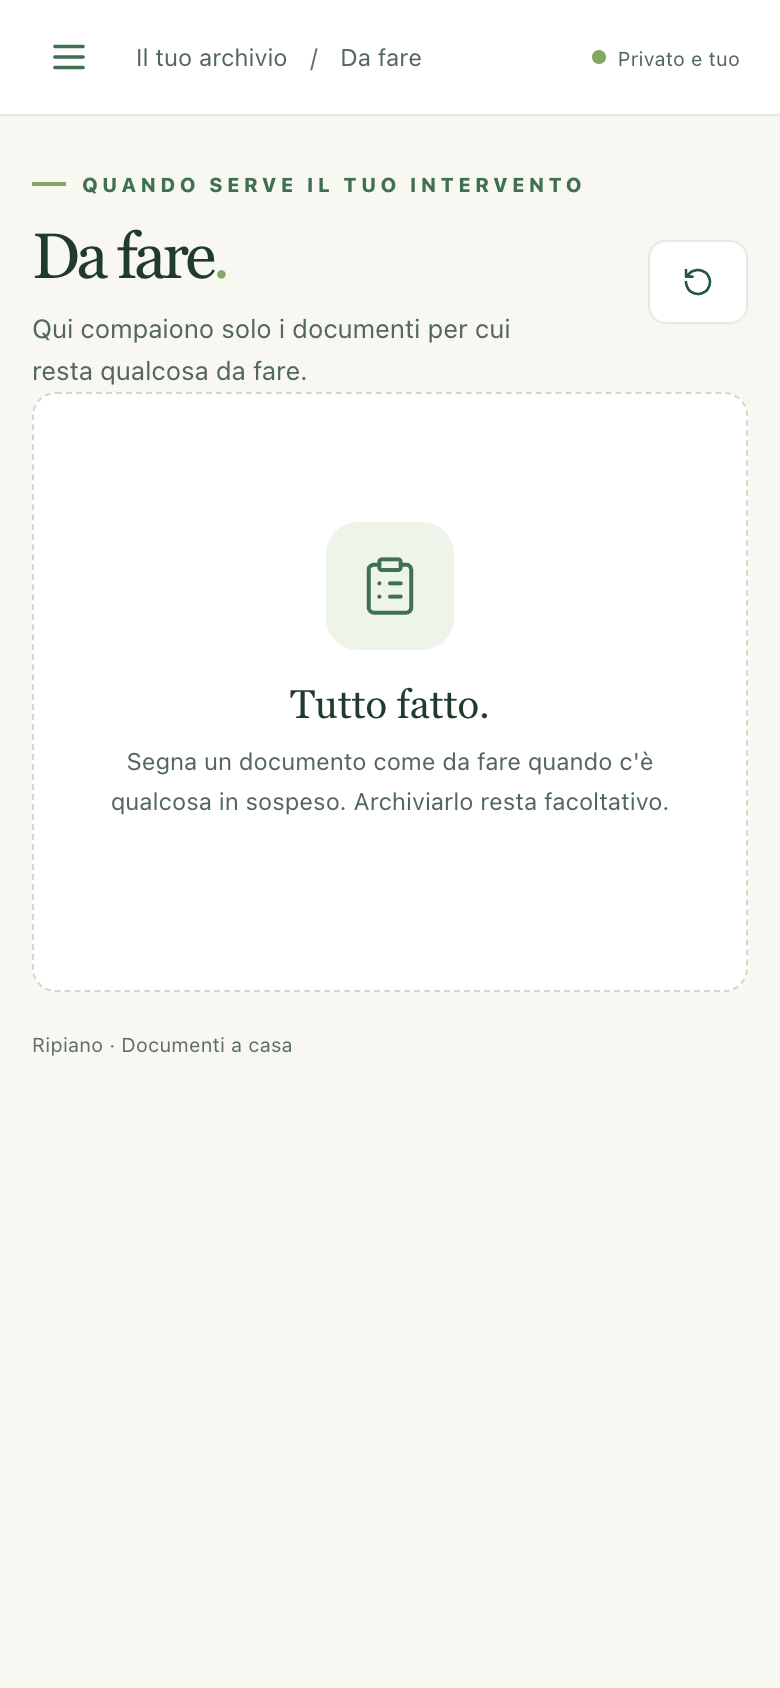 Il tuo archivio / Da fare
Privato e tuo
QUANDO SERVE IL TUO INTERVENTO
Da fare.
Qui compaiono solo i documenti per cui
resta qualcosa da fare.
Tutto fatto.
Segna un documento come da fare quando c'è
qualcosa in sospeso. Archiviarlo resta facoltativo.
Ripiano · Documenti a casa